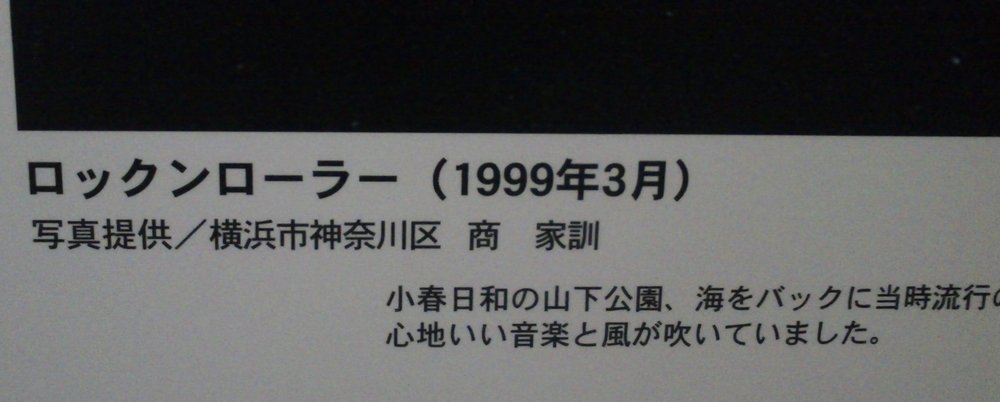 ロックンローラー（1999年3月）
写真提供／横浜市神奈川区 商 家訓
小春日和の山下公園、海をバックに当時流行の
心地いい音楽と風が吹いていました。